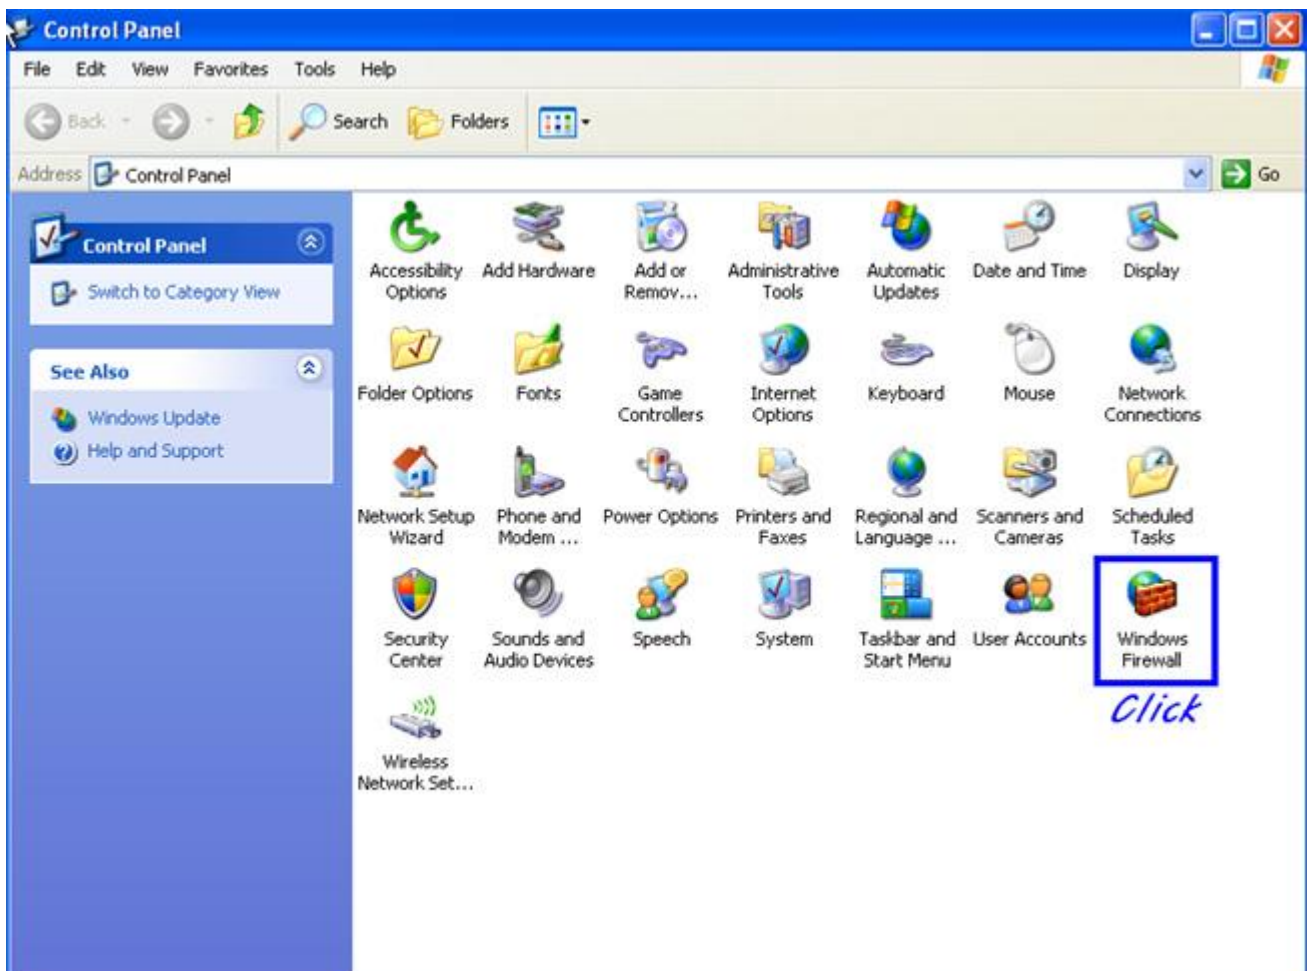 Control Panel
File Edit View Favorites Tools Help
Back Search Folders
Address Control Panel Go
Control Panel
Switch to Category View
See Also
Windows Update
Help and Support
Accessibility Options
Add Hardware
Add or Remov...
Administrative Tools
Automatic Updates
Date and Time
Display
Folder Options
Fonts
Game Controllers
Internet Options
Keyboard
Mouse
Network Connections
Network Setup Wizard
Phone and Modem ...
Power Options
Printers and Faxes
Regional and Language ...
Scanners and Cameras
Scheduled Tasks
Security Center
Sounds and Audio Devices
Speech
System
Taskbar and Start Menu
User Accounts
Windows Firewall
Click
Wireless Network Set...